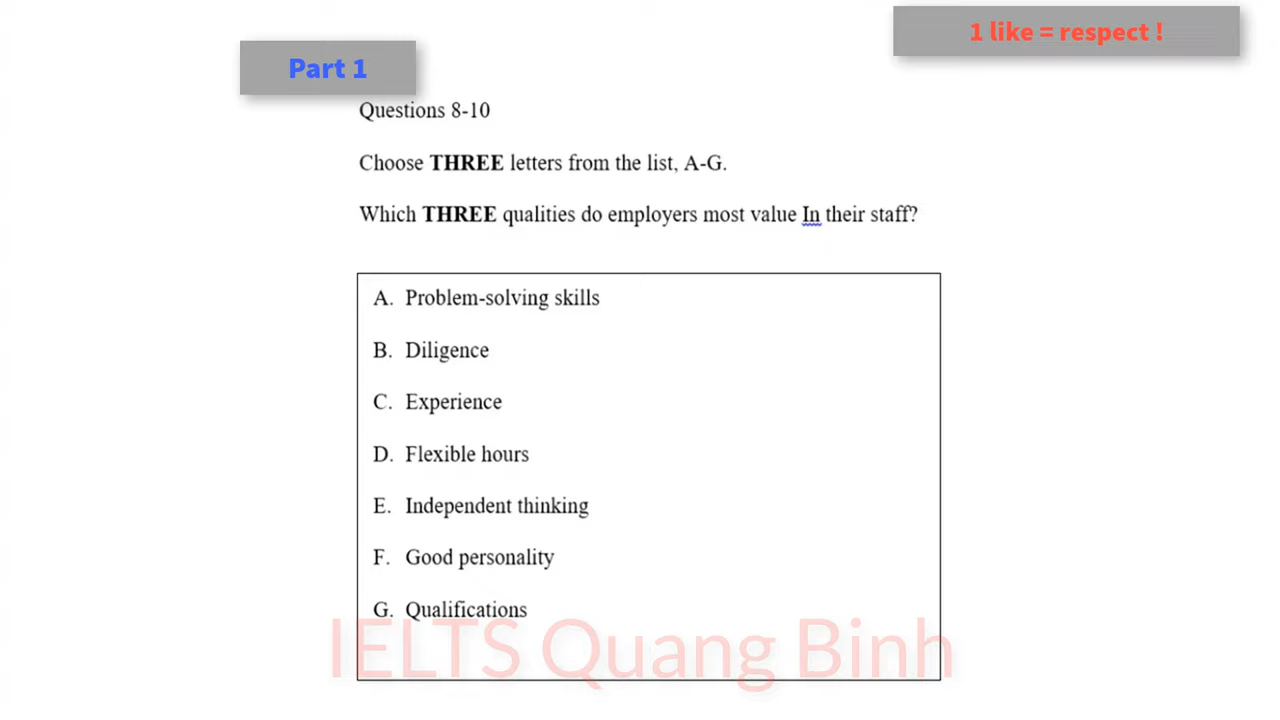 1 like = respect !
Part 1
Questions 8-10
Choose THREE letters from the list, A-G.
Which THREE qualities do employers most value In their staff?
A. Problem-solving skills
B. Diligence
C. Experience
D. Flexible hours
E. Independent thinking
F. Good personality
G. Qualifications
IELTS Quang Binh